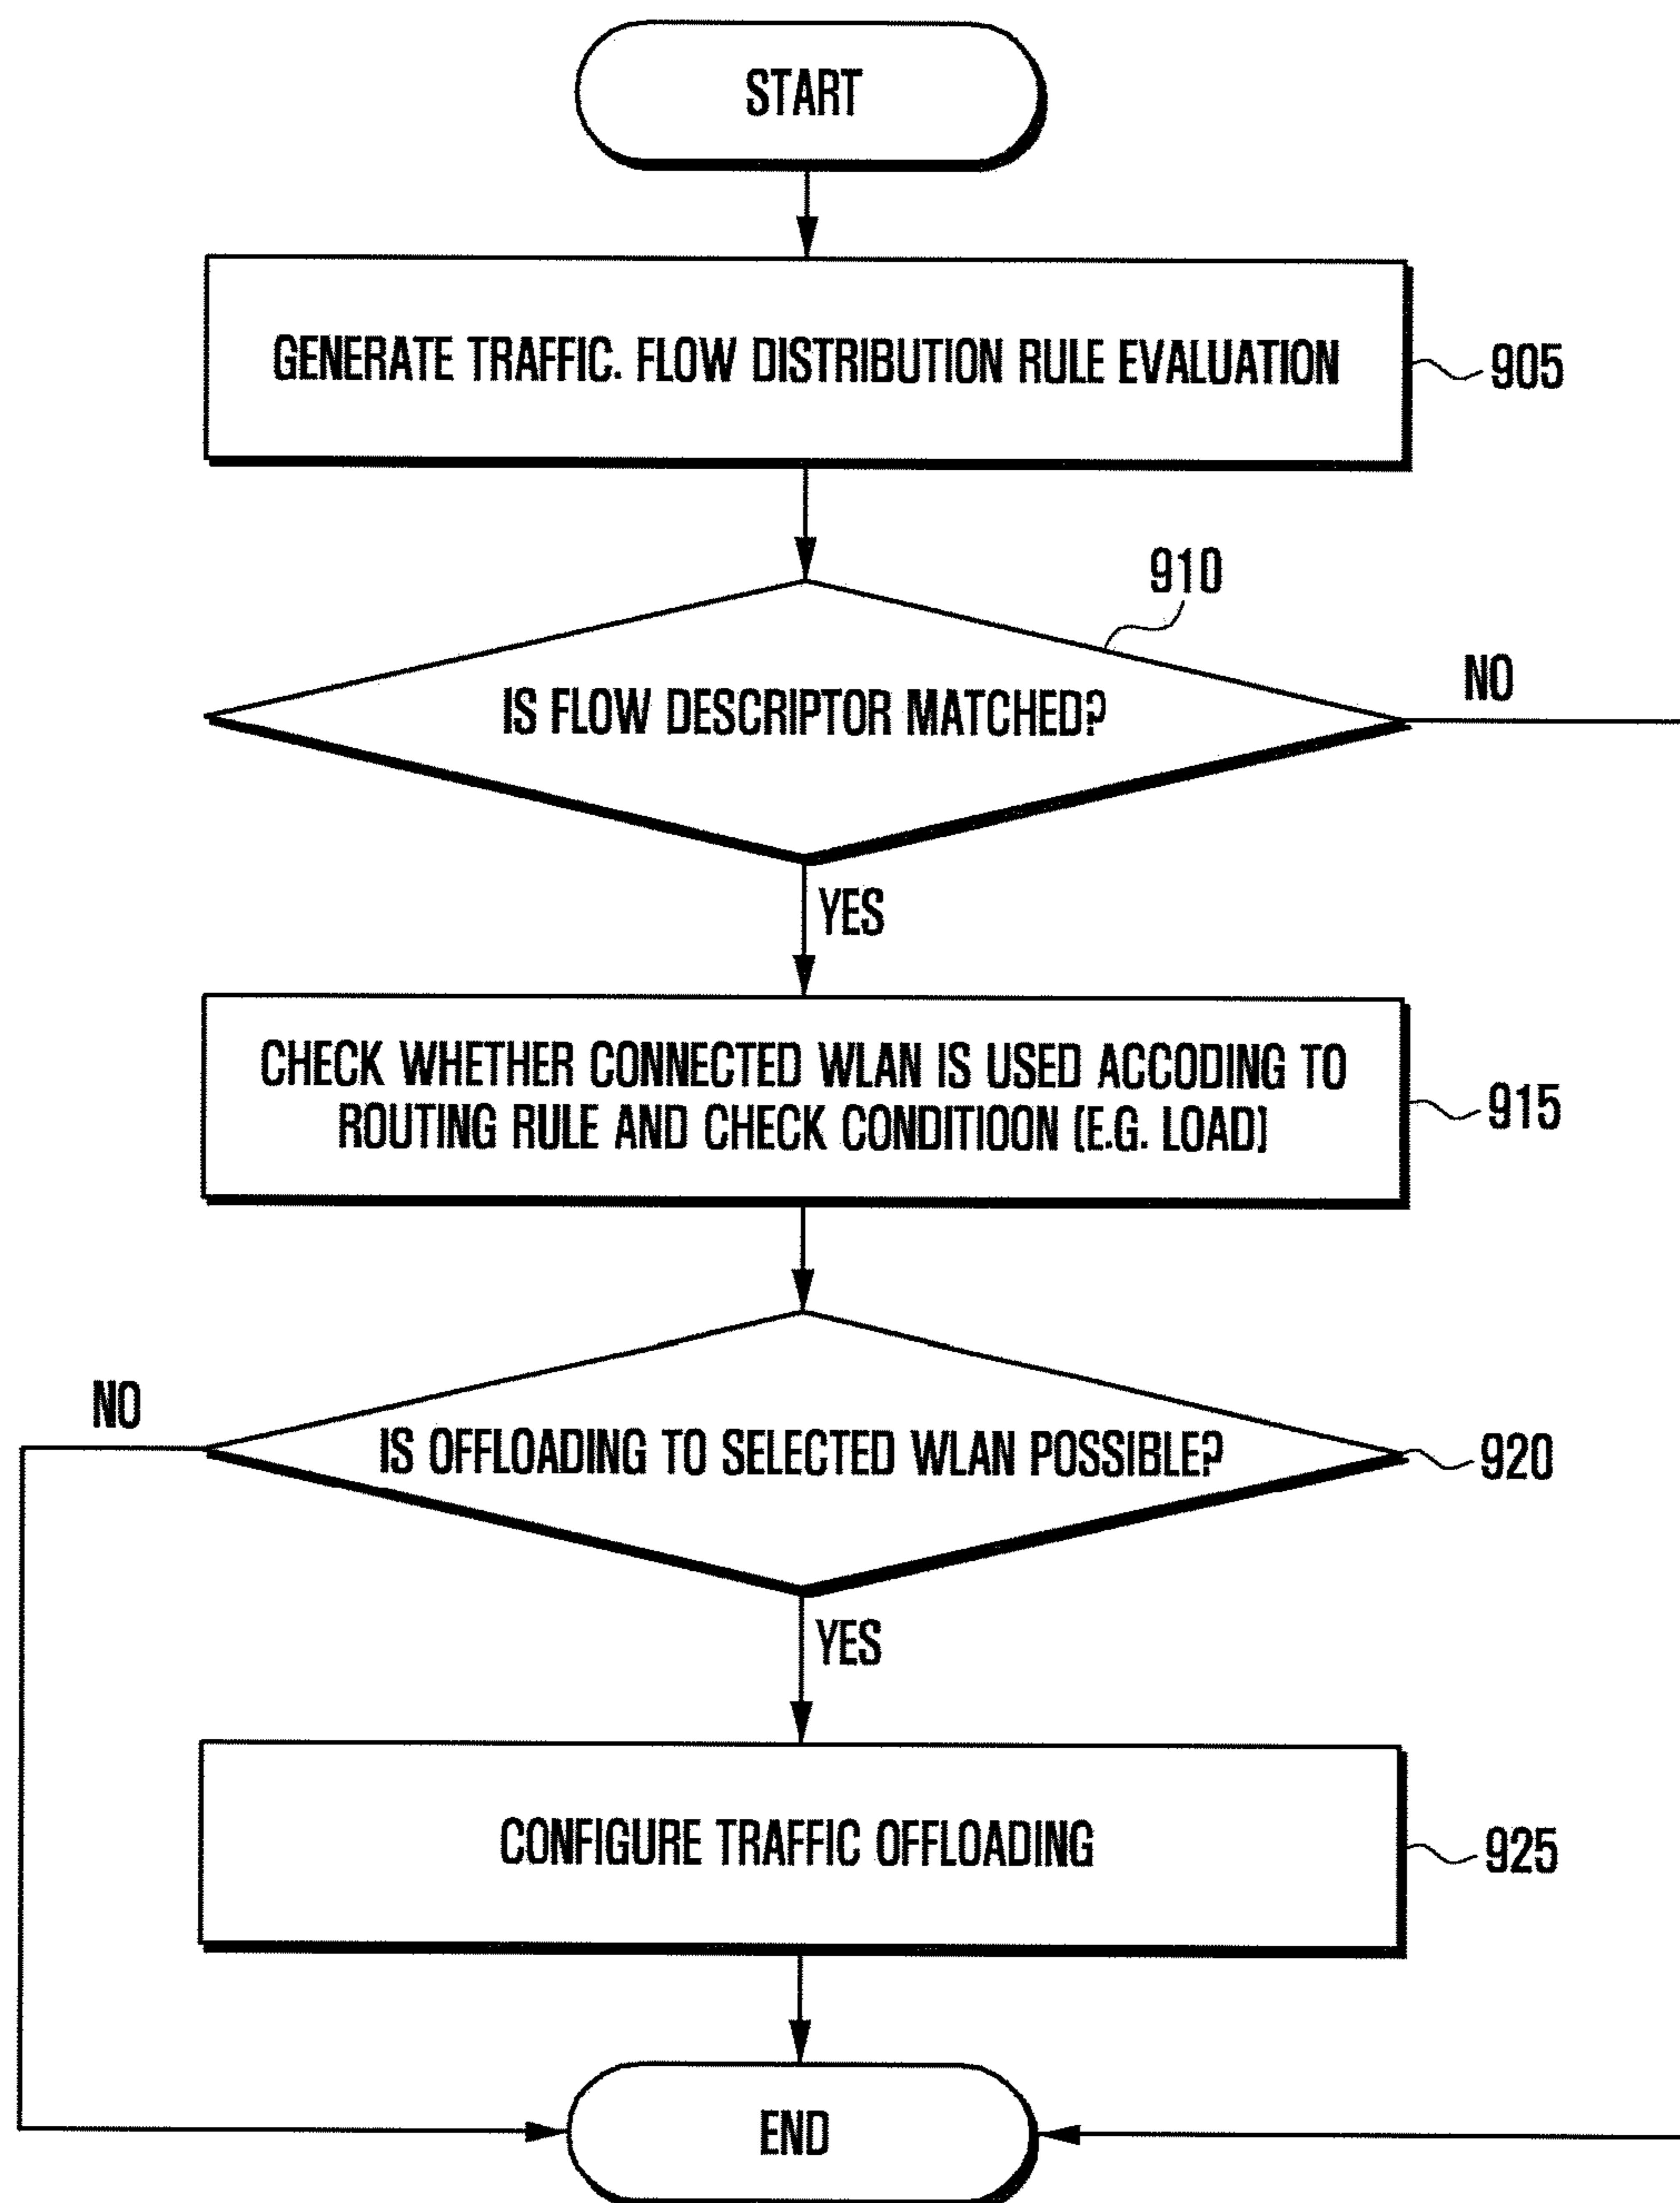 START
GENERATE TRAFFIC. FLOW DISTRIBUTION RULE EVALUATION
905
910
IS FLOW DESCRIPTOR MATCHED?
NO
YES
CHECK WHETHER CONNECTED WLAN IS USED ACCODING TO
ROUTING RULE AND CHECK CONDITIOON (E.G. LOAD)
915
NO
IS OFFLOADING TO SELECTED WLAN POSSIBLE?
920
YES
CONFIGURE TRAFFIC OFFLOADING
925
END